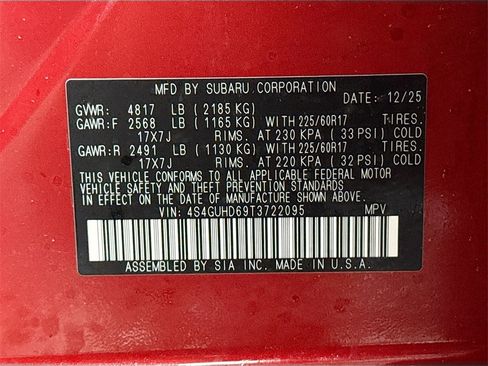 MFD BY SUBARU CORPORATION
GVWR: 4817 LB (2185 KG) DATE: 12/25
GAWR:F 2568 LB (1165 KG) WITH 225/60R17 TIRES.
17X7J RIMS. AT 230 KPA (33 PSI) COLD
GAWR:R 2491 LB (1130 KG) WITH 225/60R17 TIRES.
17X7J RIMS. AT 220 KPA (32 PSI) COLD
THIS VEHICLE CONFORMS TO ALL APPLICABLE FEDERAL MOTOR
VEHICLE SAFETY AND THEFT PREVENTION STANDARDS
IN EFFECT ON THE DATE OF MANUFACTURE SHOWN ABOVE.
VIN: 4S4GUHD69T3722095 MPV
ASSEMBLED BY SIA INC. MADE IN U.S.A.